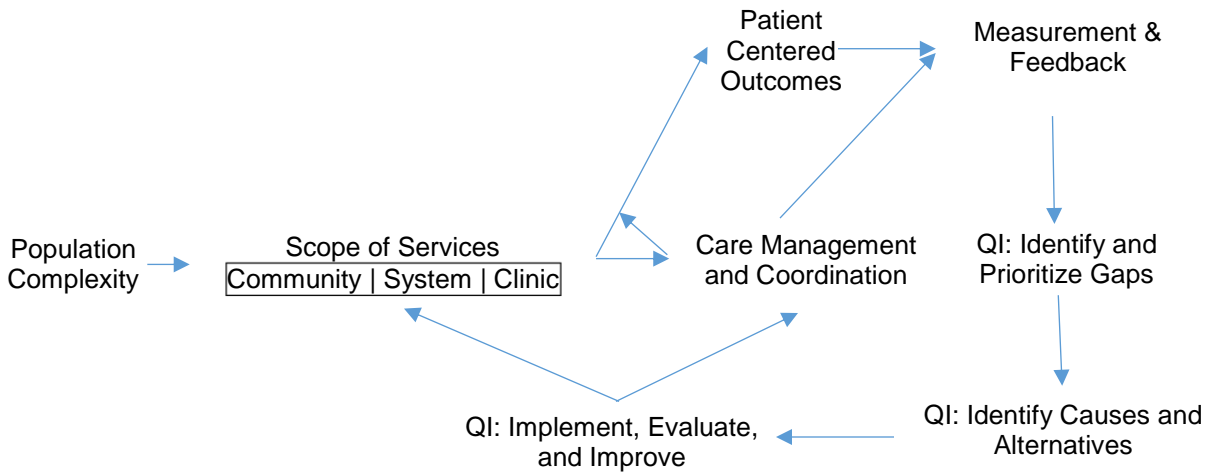 Patient
Centered
Outcomes
Measurement &
Feedback
Population
Complexity
Scope of Services
Community | System | Clinic
Care Management
and Coordination
QI: Identify and
Prioritize Gaps
QI: Implement, Evaluate,
and Improve
QI: Identify Causes and
Alternatives